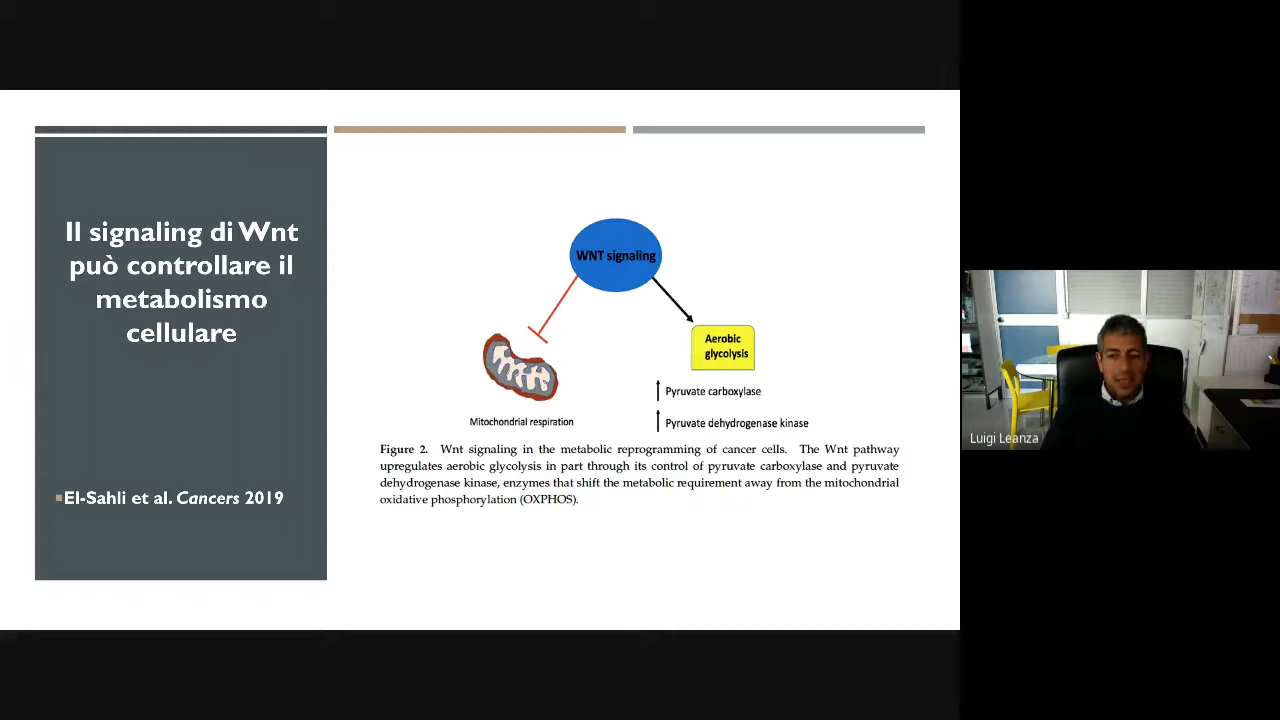 Il signaling di Wnt
può controllare il
metabolismo
cellulare
▪El-Sahli et al. Cancers 2019
WNT signaling
Aerobic
glycolysis
Mitochondrial respiration
Pyruvate carboxylase
Pyruvate dehydrogenase kinase
Figure 2. Wnt signaling in the metabolic reprogramming of cancer cells. The Wnt pathway
upregulates aerobic glycolysis in part through its control of pyruvate carboxylase and pyruvate
dehydrogenase kinase, enzymes that shift the metabolic requirement away from the mitochondrial
oxidative phosphorylation (OXPHOS).
Luigi Leanza